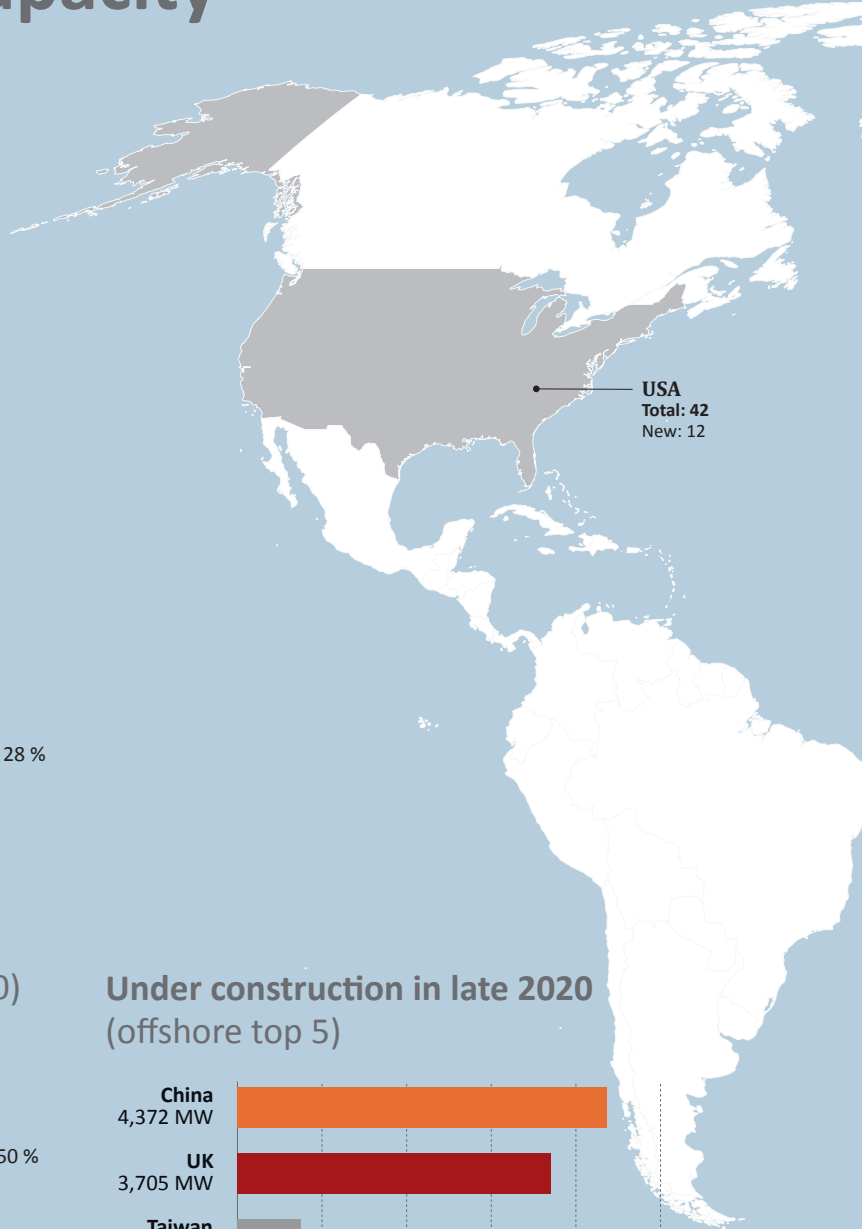 USA
Total: 42
New: 12
28 %
Under construction in late 2020
(offshore top 5)
China
4,372 MW
50 %
UK
3,705 MW
Taiwan